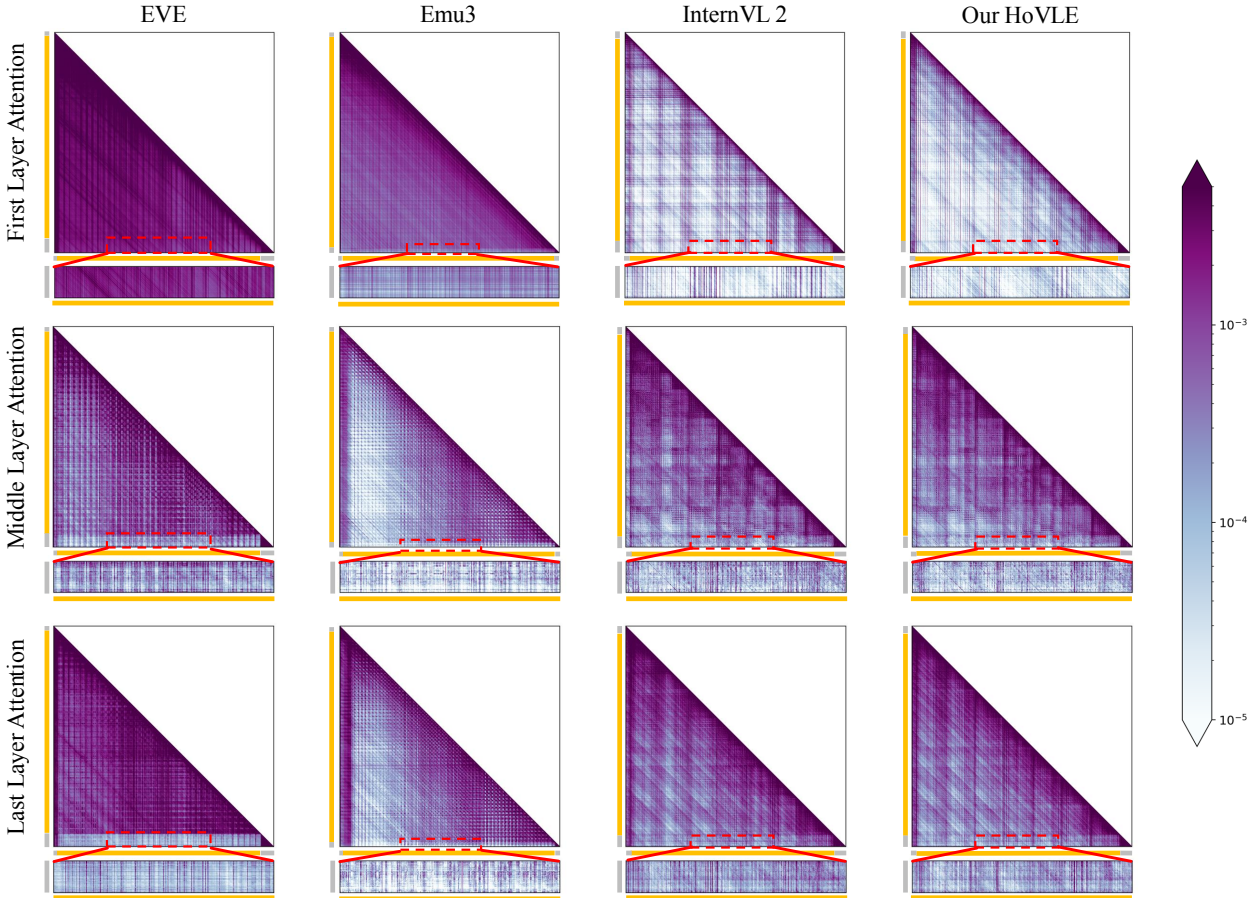 EVE
Emu3
InternVL 2
Our HoVLE
First Layer Attention
Middle Layer Attention
Last Layer Attention
10⁻³
10⁻⁴
10⁻⁵